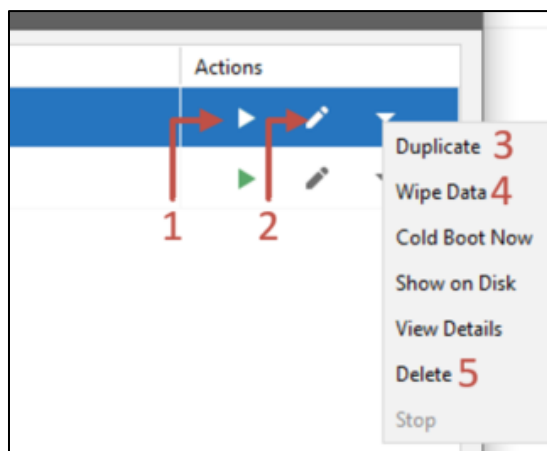 Actions
1 2
Duplicate 3
Wipe Data 4
Cold Boot Now
Show on Disk
View Details
Delete 5
Stop